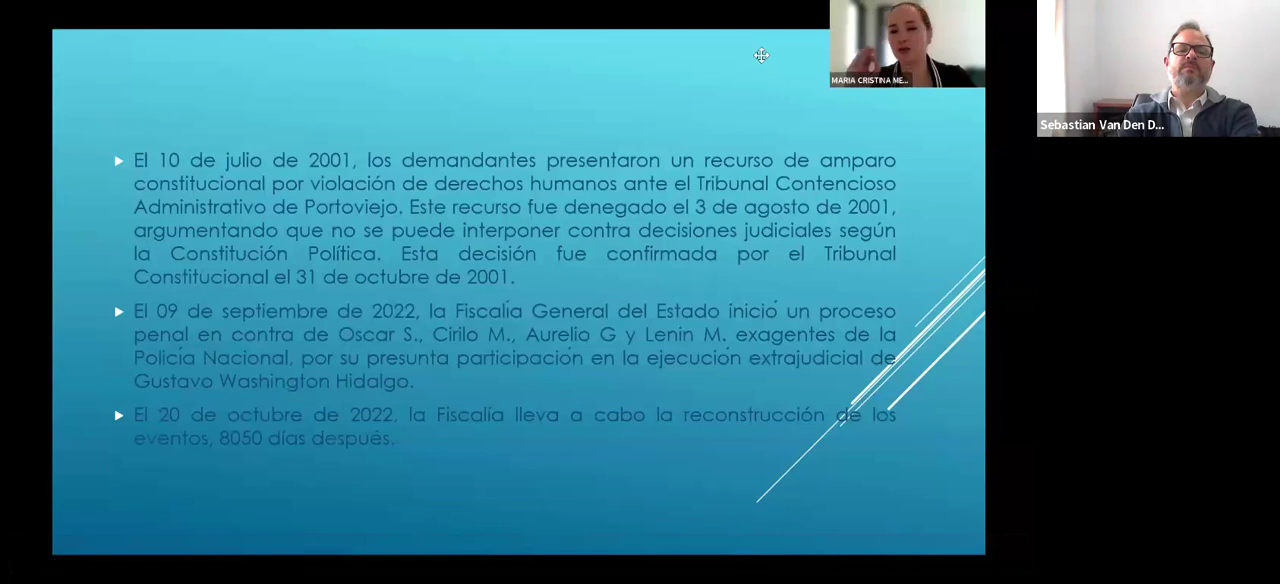 MARIA CRISTINA ME...
Sebastian Van Den D...
El 10 de julio de 2001, los demandantes presentaron un recurso de amparo
constitucional por violación de derechos humanos ante el Tribunal Contencioso
Administrativo de Portoviejo. Este recurso fue denegado el 3 de agosto de 2001,
argumentando que no se puede interponer contra decisiones judiciales según
la Constitución Política. Esta decisión fue confirmada por el Tribunal
Constitucional el 31 de octubre de 2001.
El 09 de septiembre de 2022, la Fiscalía General del Estado inició un proceso
penal en contra de Oscar S., Cirilo M., Aurelio G y Lenin M. exagentes de la
Policía Nacional, por su presunta participación en la ejecución extrajudicial de
Gustavo Washington Hidalgo.
El 20 de octubre de 2022, la Fiscalía lleva a cabo la reconstrucción de los
eventos, 8050 días después.